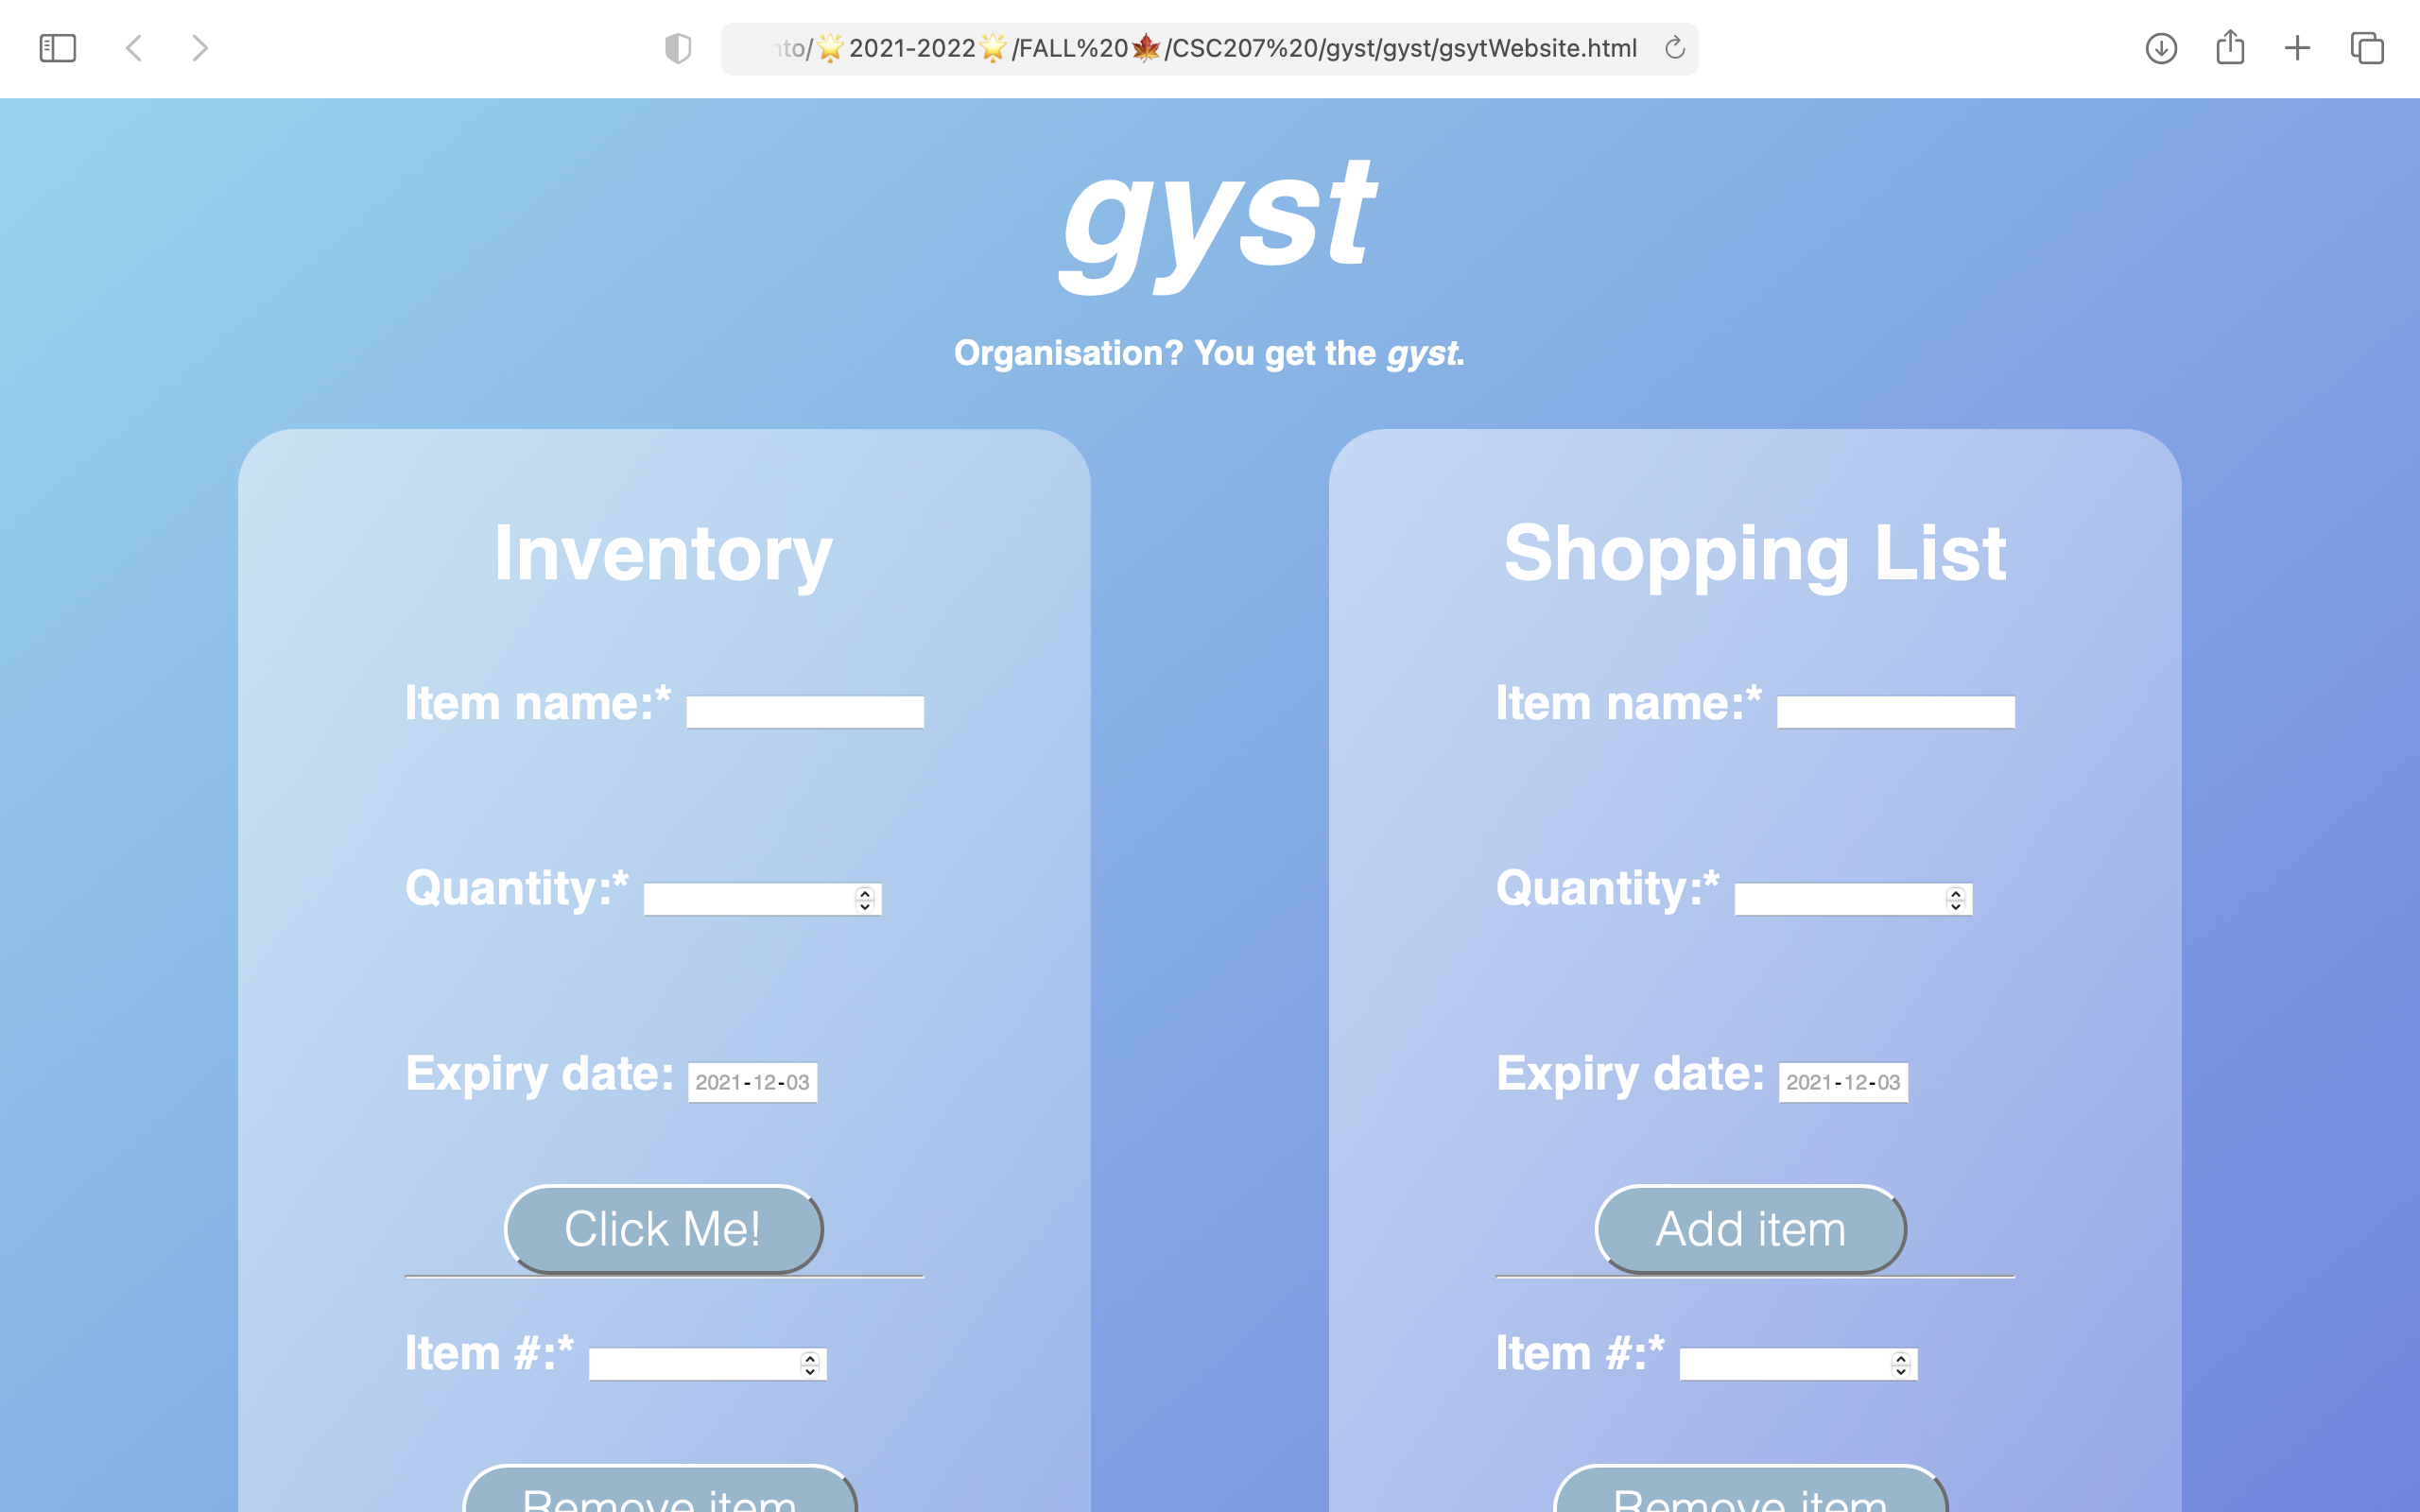 nto/🌟2021-2022🌟/FALL%20🍁/CSC207%20/gyst/gyst/gsytWebsite.html
gyst
Organisation? You get the gyst.
Inventory
Item name:*
Quantity:*
Expiry date: 2021-12-03
Click Me!
Item #:*
Remove item
Shopping List
Item name:*
Quantity:*
Expiry date: 2021-12-03
Add item
Item #:*
Remove item